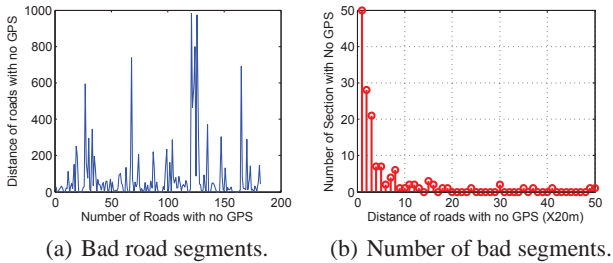 Distance of roads with no GPS
1000
800
600
400
200
0
0 50 100 150 200
Number of Roads with no GPS
(a) Bad road segments.
Number of Section with No GPS
50
40
30
20
10
0
0 10 20 30 40 50
Distance of roads with no GPS (X20m)
(b) Number of bad segments.